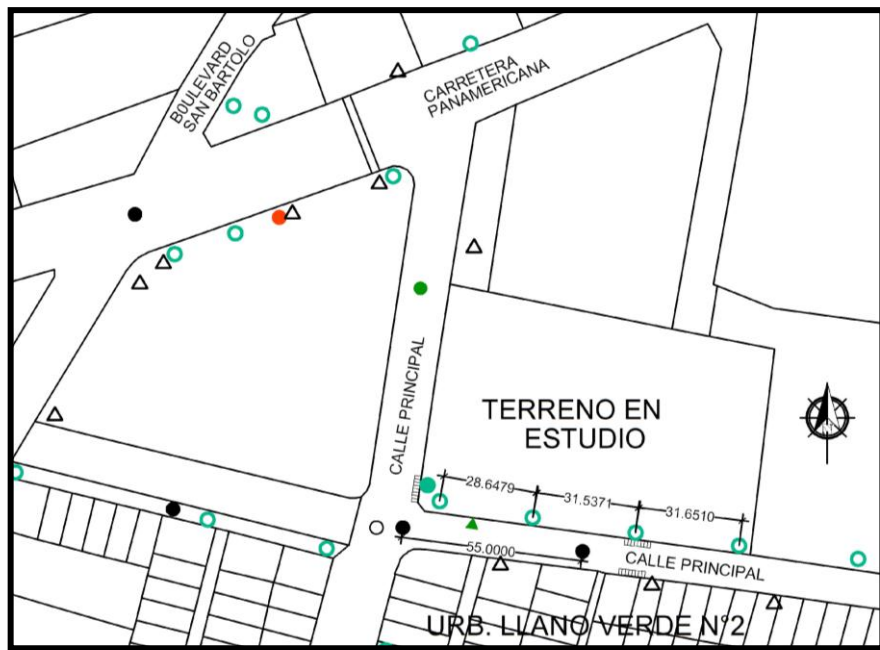 BOULEVARD
SAN BARTOLO
CARRETERA
PANAMERICANA
CALLE PRINCIPAL
TERRENO EN
ESTUDIO
28.6479
31.5371
31.6510
55.0000
CALLE PRINCIPAL
URB. LLANO VERDE N°2